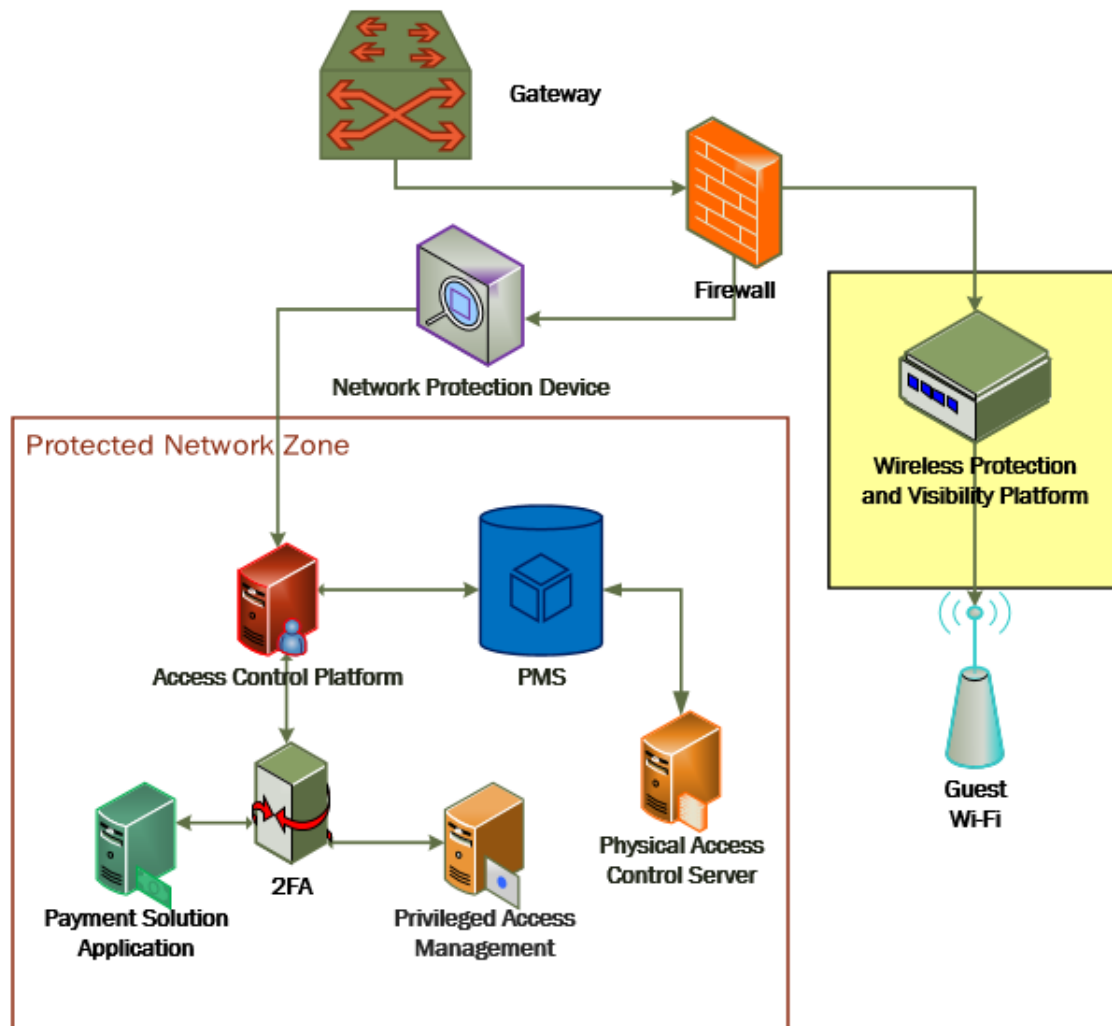 Gateway
Firewall
Network Protection Device
Protected Network Zone
Wireless Protection
and Visibility Platform
Access Control Platform
PMS
Guest
Wi-Fi
Physical Access
Control Server
2FA
Payment Solution
Application
Privileged Access
Management